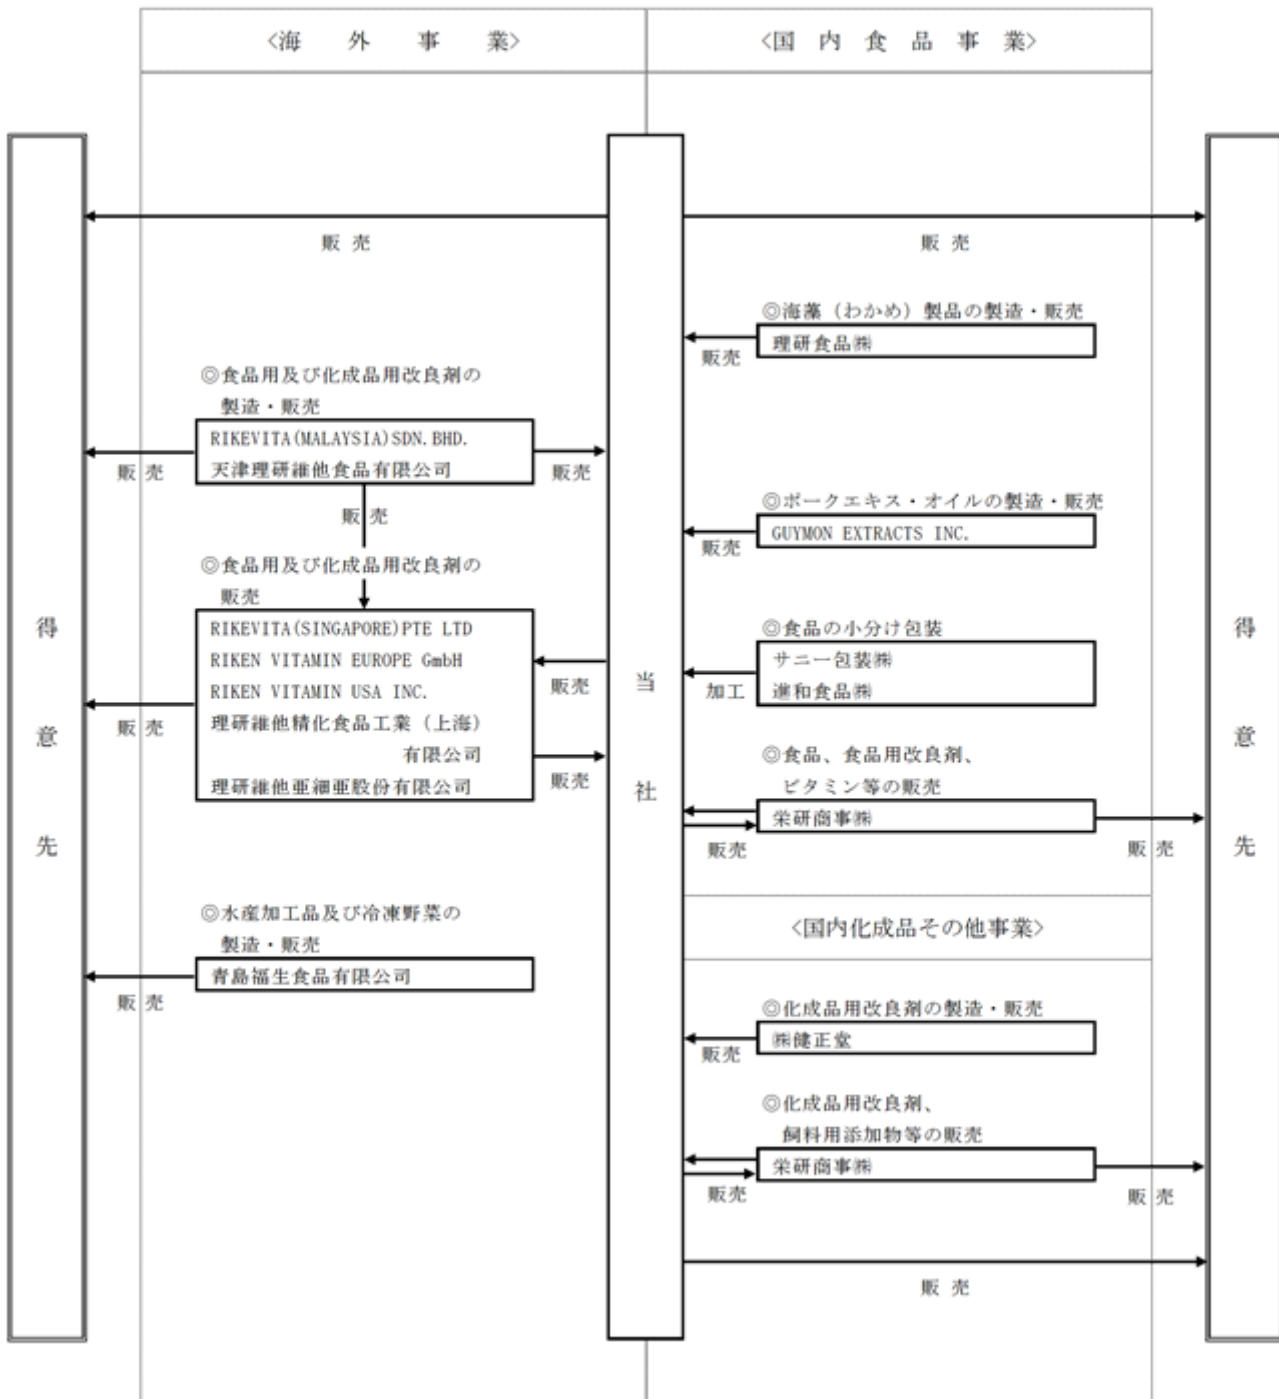 <海外事業>
<国内食品事業>
得意先
当社
得意先
販売
販売
◎海藻（わかめ）製品の製造・販売
理研食品㈱
販売
◎食品用及び化成品用改良剤の
製造・販売
RIKEVITA(MALAYSIA)SDN.BHD.
天津理研維他食品有限公司
販売
販売
販売
◎ポークエキス・オイルの製造・販売
GUYMON EXTRACTS INC.
販売
◎食品用及び化成品用改良剤の
販売
RIKEVITA(SINGAPORE)PTE LTD
RIKEN VITAMIN EUROPE GmbH
RIKEN VITAMIN USA INC.
理研維他精化食品工業（上海）
有限公司
理研維他亜細亜股份有限公司
販売
販売
販売
◎食品の小分け包装
サニー包装㈱
進和食品㈱
加工
◎食品、食品用改良剤、
ビタミン等の販売
栄研商事㈱
販売
販売
◎水産加工品及び冷凍野菜の
製造・販売
青島福生食品有限公司
販売
<国内化成品その他事業>
◎化成品用改良剤の製造・販売
㈱健正堂
販売
◎化成品用改良剤、
飼料用添加物等の販売
栄研商事㈱
販売
販売
販売